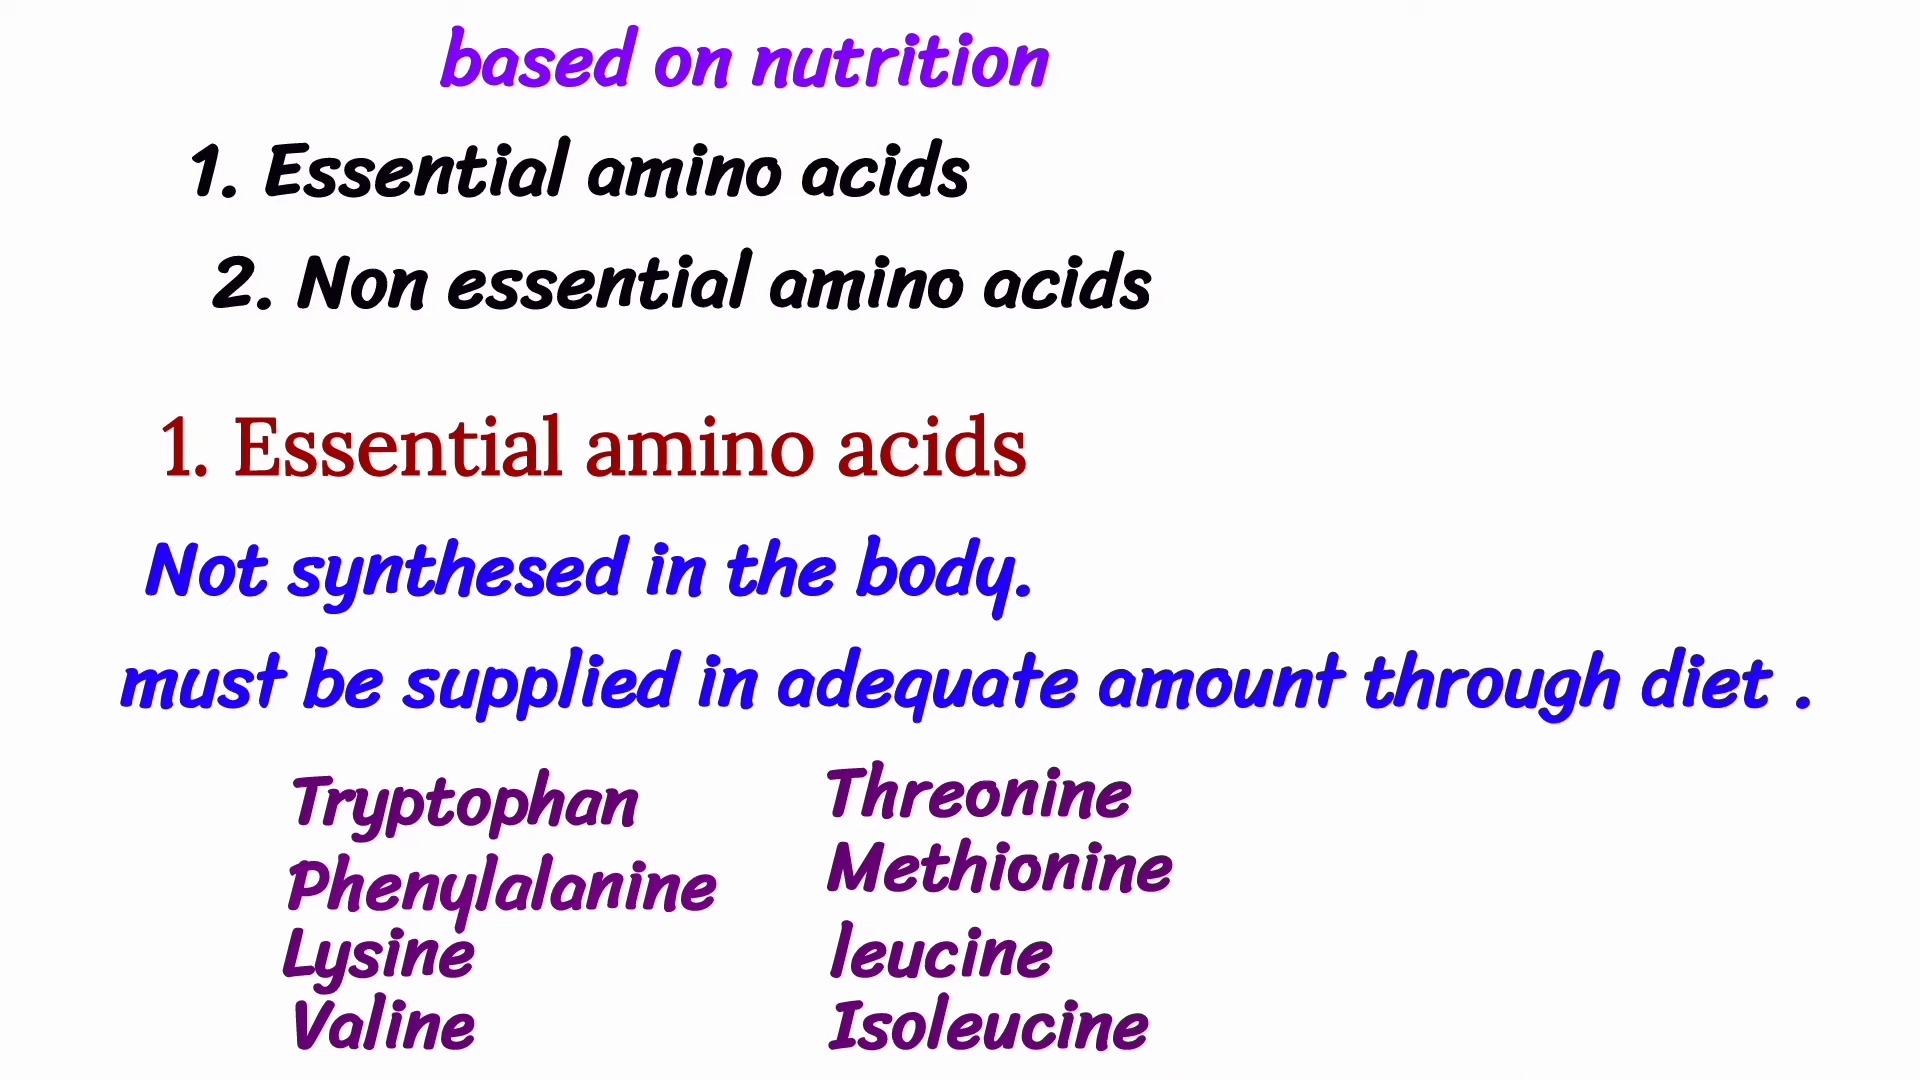 based on nutrition
1. Essential amino acids
2. Non essential amino acids
1. Essential amino acids
Not synthesed in the body.
must be supplied in adequate amount through diet .
Tryptophan
Phenylalanine
Lysine
Valine
Threonine
Methionine
leucine
Isoleucine